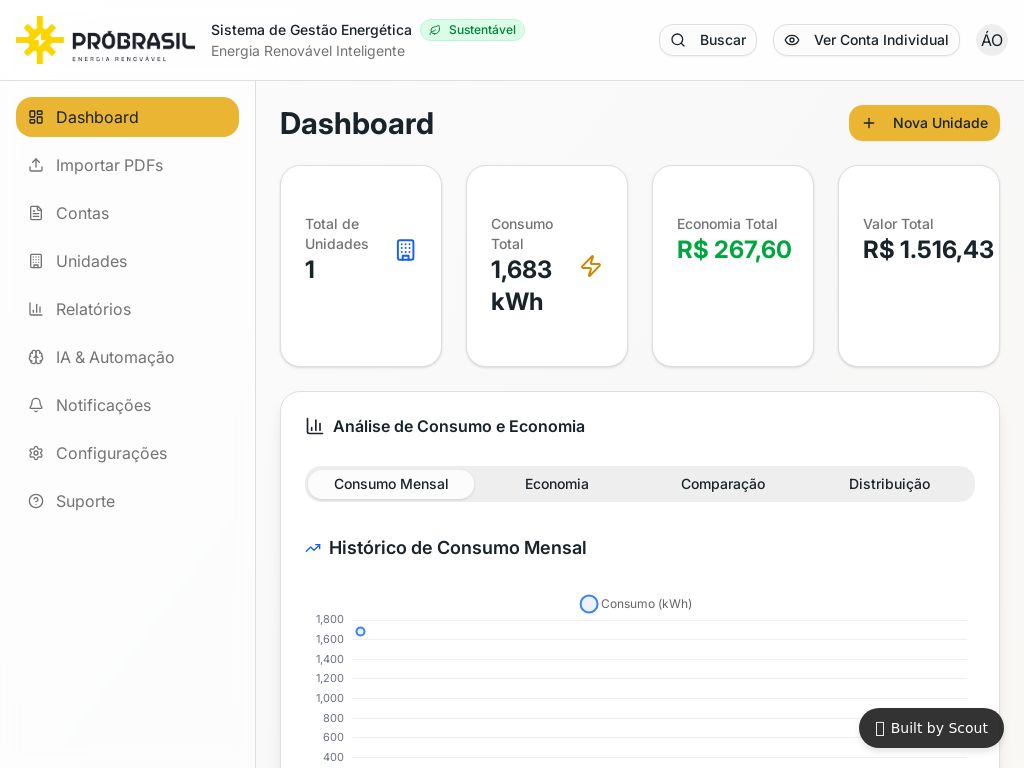 PRÓBRASIL
ENERGIA RENOVÁVEL
Sistema de Gestão Energética
Sustentável
Energia Renovável Inteligente
Buscar
Ver Conta Individual
ÁO
Dashboard
Importar PDFs
Contas
Unidades
Relatórios
IA & Automação
Notificações
Configurações
Suporte
Dashboard
Nova Unidade
Total de
Unidades
1
Consumo
Total
1,683
kWh
Economia Total
R$ 267,60
Valor Total
R$ 1.516,43
Análise de Consumo e Economia
Consumo Mensal
Economia
Comparação
Distribuição
Histórico de Consumo Mensal
Consumo (kWh)
1,800
1,600
1,400
1,200
1,000
800
600
400
Built by Scout